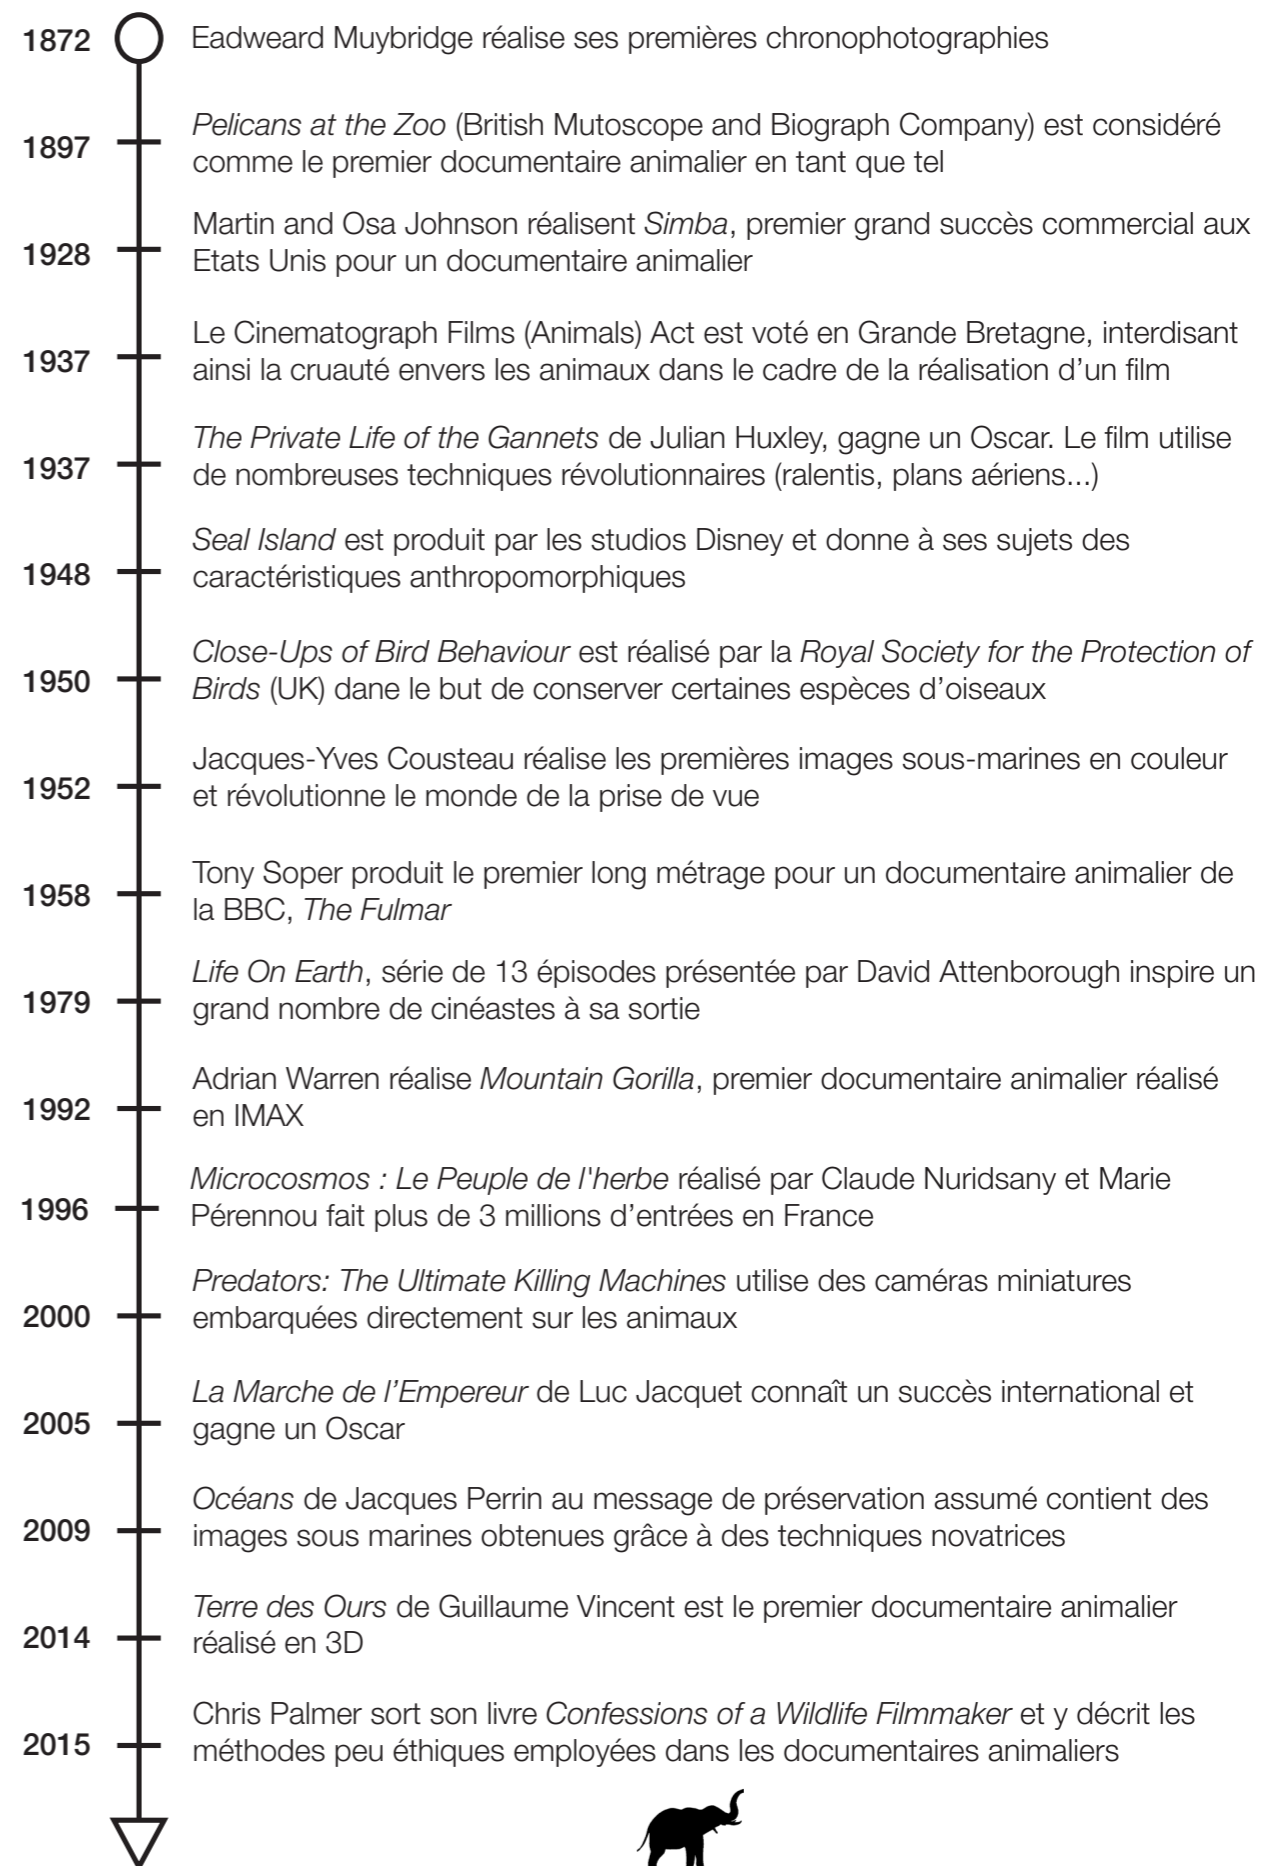 1872 Eadweard Muybridge réalise ses premières chronophotographies
1897 Pelicans at the Zoo (British Mutoscope and Biograph Company) est considéré
comme le premier documentaire animalier en tant que tel
1928 Martin and Osa Johnson réalisent Simba, premier grand succès commercial aux
Etats Unis pour un documentaire animalier
1937 Le Cinematograph Films (Animals) Act est voté en Grande Bretagne, interdisant
ainsi la cruauté envers les animaux dans le cadre de la réalisation d’un film
1937 The Private Life of the Gannets de Julian Huxley, gagne un Oscar. Le film utilise
de nombreuses techniques révolutionnaires (ralentis, plans aériens...)
1948 Seal Island est produit par les studios Disney et donne à ses sujets des
caractéristiques anthropomorphiques
1950 Close-Ups of Bird Behaviour est réalisé par la Royal Society for the Protection of
Birds (UK) dane le but de conserver certaines espèces d’oiseaux
1952 Jacques-Yves Cousteau réalise les premières images sous-marines en couleur
et révolutionne le monde de la prise de vue
1958 Tony Soper produit le premier long métrage pour un documentaire animalier de
la BBC, The Fulmar
1979 Life On Earth, série de 13 épisodes présentée par David Attenborough inspire un
grand nombre de cinéastes à sa sortie
1992 Adrian Warren réalise Mountain Gorilla, premier documentaire animalier réalisé
en IMAX
1996 Microcosmos : Le Peuple de l'herbe réalisé par Claude Nuridsany et Marie
Pérennou fait plus de 3 millions d’entrées en France
2000 Predators: The Ultimate Killing Machines utilise des caméras miniatures
embarquées directement sur les animaux
2005 La Marche de l’Empereur de Luc Jacquet connaît un succès international et
gagne un Oscar
2009 Océans de Jacques Perrin au message de préservation assumé contient des
images sous marines obtenues grâce à des techniques novatrices
2014 Terre des Ours de Guillaume Vincent est le premier documentaire animalier
réalisé en 3D
2015 Chris Palmer sort son livre Confessions of a Wildlife Filmmaker et y décrit les
méthodes peu éthiques employées dans les documentaires animaliers